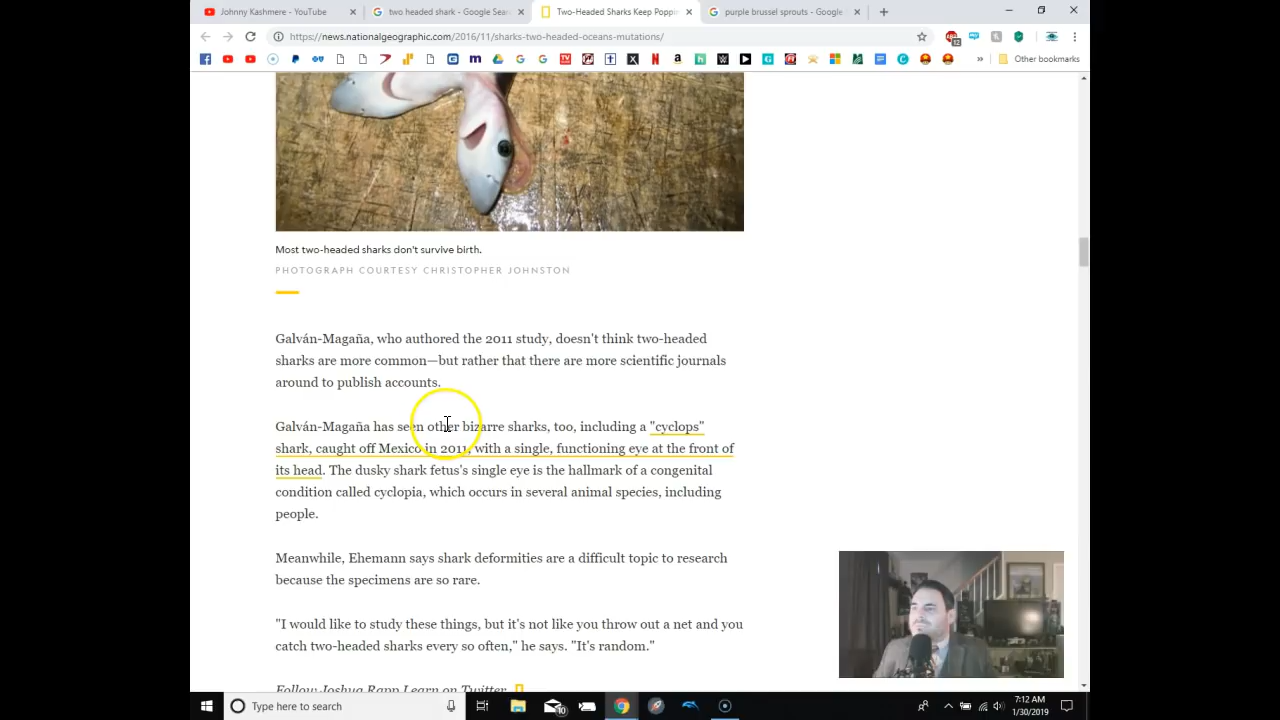 Johnny Kashmere - YouTube
two headed shark - Google Sear
Two-Headed Sharks Keep Poppin
purple brussel sprouts - Google
https://news.nationalgeographic.com/2016/11/sharks-two-headed-oceans-mutations/
12
Other bookmarks
Most two-headed sharks don't survive birth.
PHOTOGRAPH COURTESY CHRISTOPHER JOHNSTON
Galván-Magaña, who authored the 2011 study, doesn't think two-headed
sharks are more common—but rather that there are more scientific journals
around to publish accounts.
Galván-Magaña has seen other bizarre sharks, too, including a "cyclops"
shark, caught off Mexico in 2011, with a single, functioning eye at the front of
its head. The dusky shark fetus's single eye is the hallmark of a congenital
condition called cyclopia, which occurs in several animal species, including
people.
Meanwhile, Ehemann says shark deformities are a difficult topic to research
because the specimens are so rare.
"I would like to study these things, but it's not like you throw out a net and you
catch two-headed sharks every so often," he says. "It's random."
Follow Joshua Rapp Learn on Twitter.
Type here to search
10
7:12 AM
1/30/2019